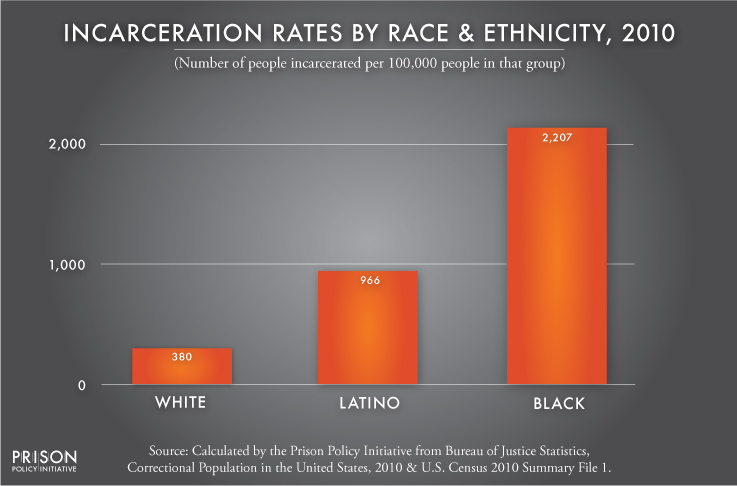 INCARCERATION RATES BY RACE & ETHNICITY, 2010
(Number of people incarcerated per 100,000 people in that group)
2,000
2,207
1,000
966
380
0
WHITE
LATINO
BLACK
PRISON
POLICY INITIATIVE
Source: Calculated by the Prison Policy Initiative from Bureau of Justice Statistics,
Correctional Population in the United States, 2010 & U.S. Census 2010 Summary File 1.